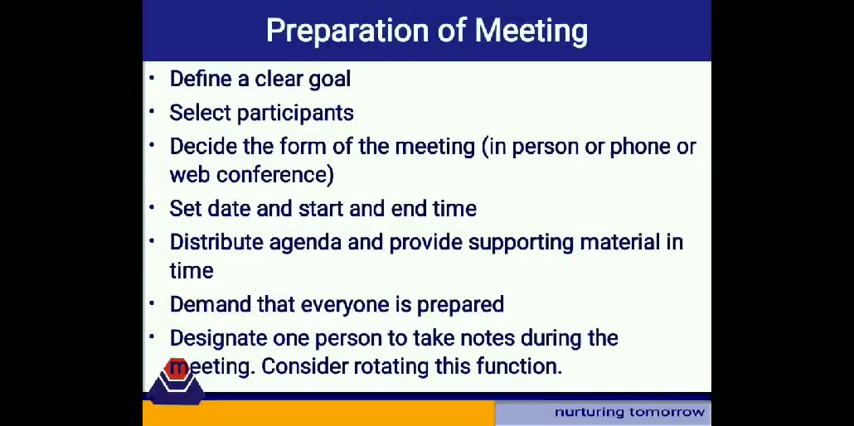 Preparation of Meeting
• Define a clear goal
• Select participants
• Decide the form of the meeting (in person or phone or
web conference)
• Set date and start and end time
• Distribute agenda and provide supporting material in
time
• Demand that everyone is prepared
• Designate one person to take notes during the
meeting. Consider rotating this function.
nurturing tomorrow